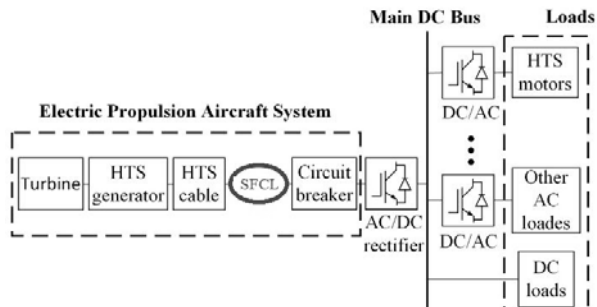 Main DC Bus
Loads
HTS
motors
DC/AC
Electric Propulsion Aircraft System
Turbine
HTS
generator
HTS
cable
SFCL
Circuit
breaker
AC/DC
rectifier
Other
AC
loades
DC/AC
DC
loads